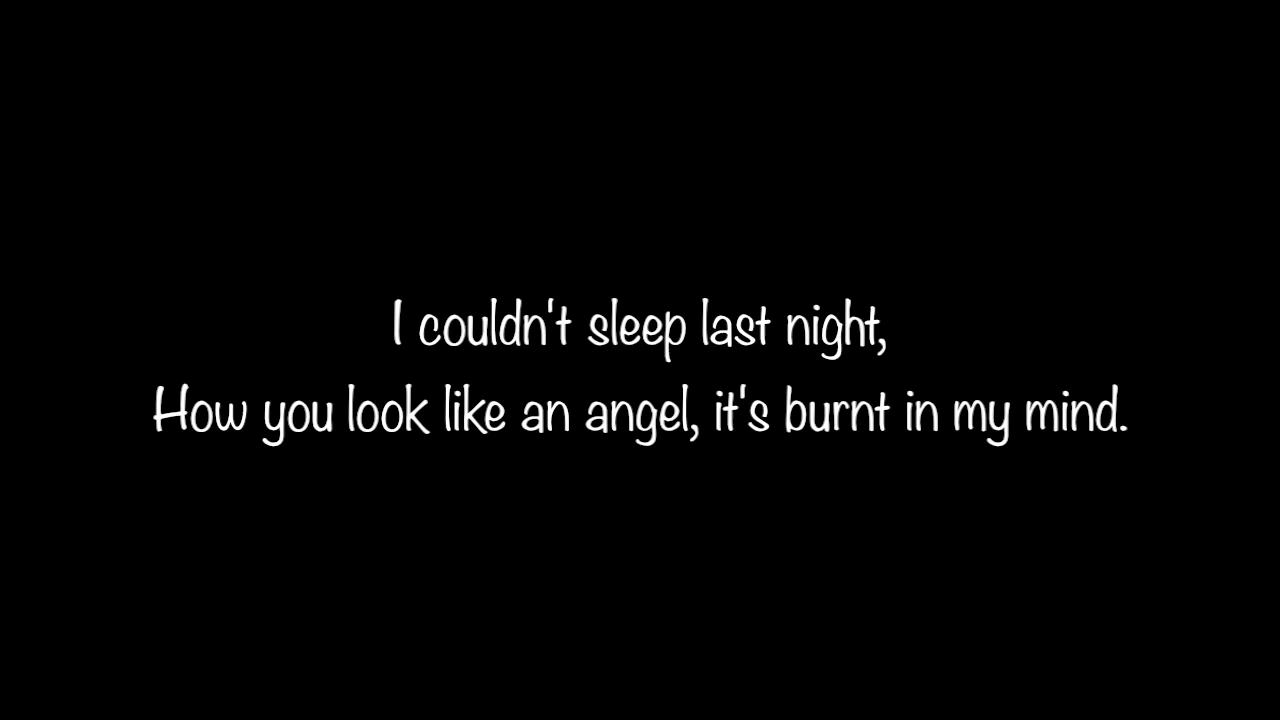 I couldn't sleep last night,
How you look like an angel, it's burnt in my mind.